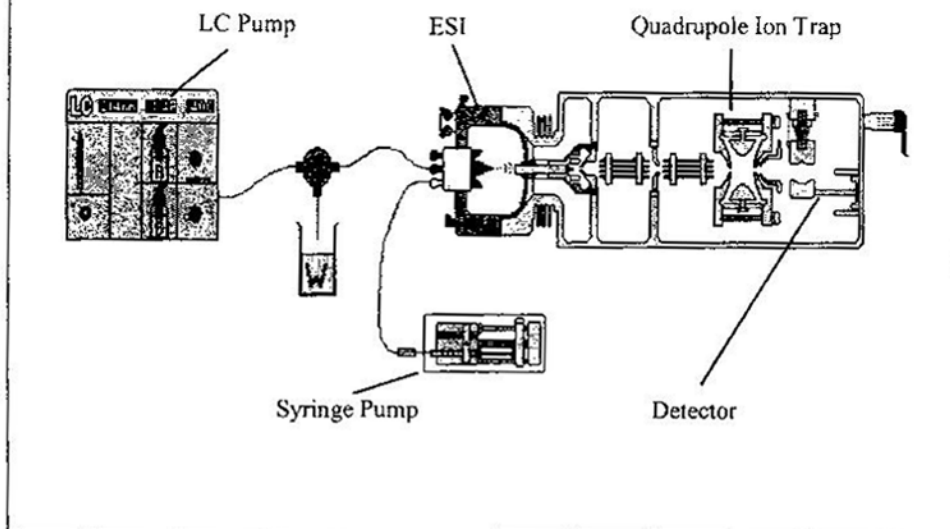 LC Pump
ESI
Quadrupole Ion Trap
LC
W
Syringe Pump
Detector